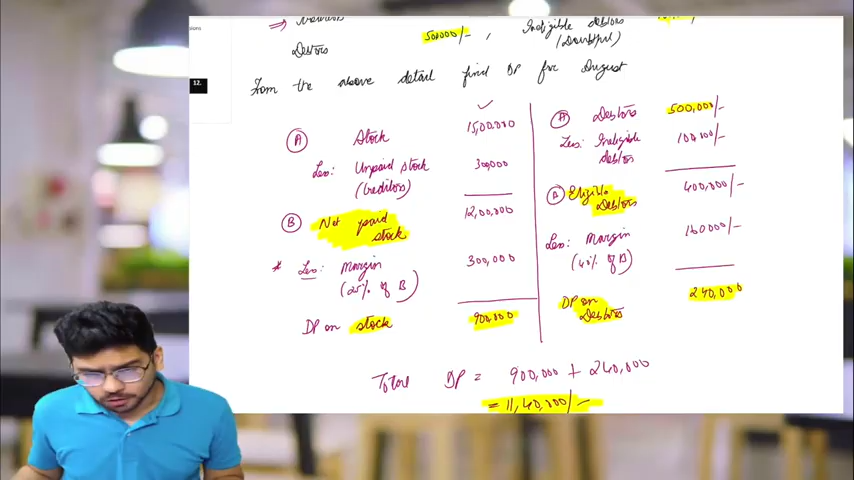 ⇒ Various Debtors 500000/- , Ineligible debtors (Doubtful)
12.
From the above detail find DP for August
(A) Stock 15,00,000
Less: Unpaid stock 300,000
(Creditors)
(B) Net paid stock 12,00,000
* Less: Margin 300,000
(25% of B)
DP on stock 900,000
(A) Debtors 500,000/-
Less: Ineligible debtors 100,000/-
(A) Eligible Debtors 400,000/-
Less: Margin 160000/-
(40% of B)
DP on Debtors 240,000
Total DP = 900,000 + 240,000
= 11,40,000/-